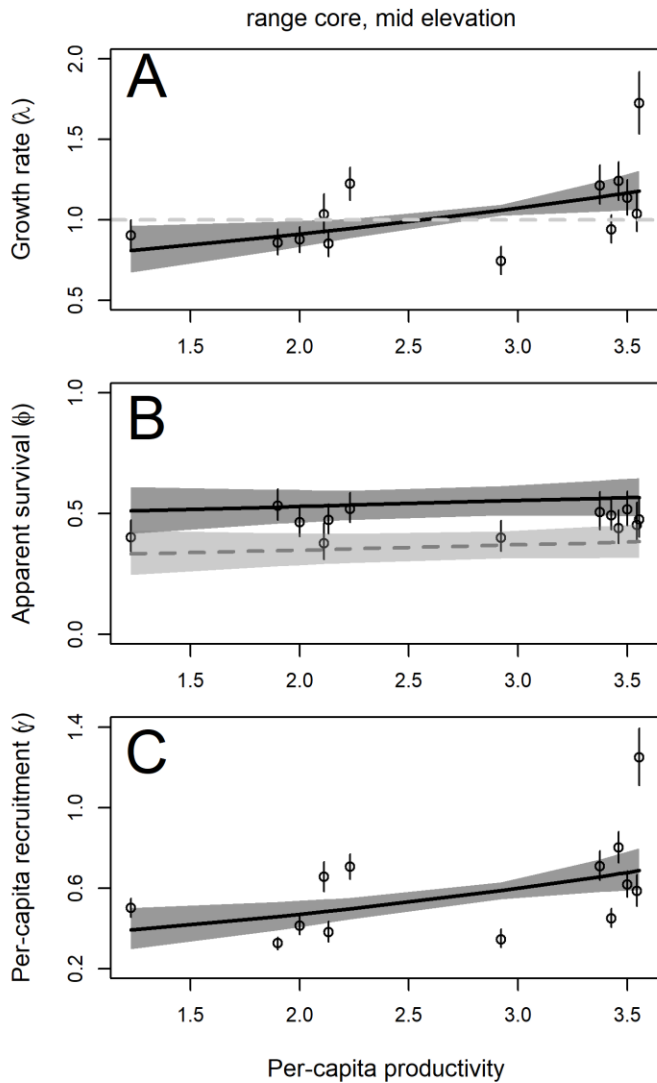 range core, mid elevation
A
Growth rate (λ)
2.0
1.5
1.0
0.5
1.5 2.0 2.5 3.0 3.5
B
Apparent survival (ϕ)
1.0
0.5
0.0
1.5 2.0 2.5 3.0 3.5
C
Per-capita recruitment (γ)
1.4
1.0
0.6
0.2
1.5 2.0 2.5 3.0 3.5
Per-capita productivity